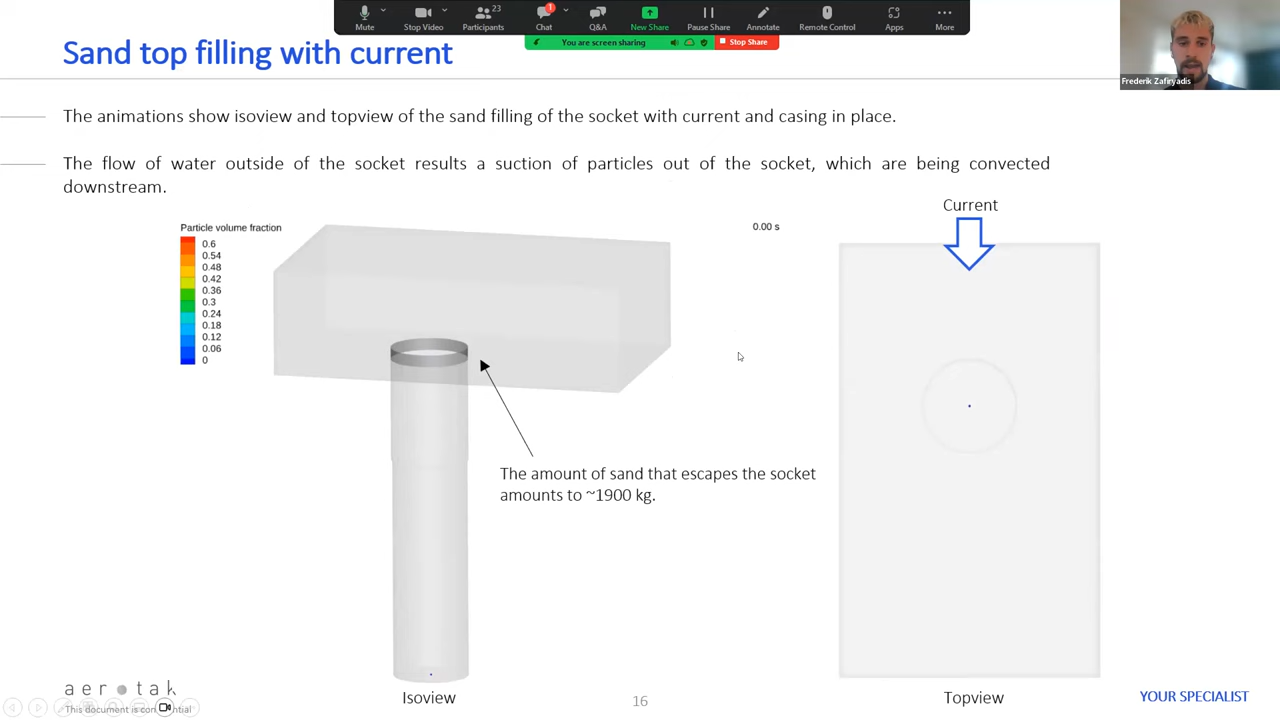 Mute
Stop Video
Participants
23
Chat
1
Q&A
New Share
Pause Share
Annotate
Remote Control
Apps
More
You are screen sharing
Stop Share
Frederik Zafiryadis
Sand top filling with current
The animations show isoview and topview of the sand filling of the socket with current and casing in place.
The flow of water outside of the socket results a suction of particles out of the socket, which are being convected
downstream.
Current
Particle volume fraction
0.6
0.54
0.48
0.42
0.36
0.3
0.24
0.18
0.12
0.06
0
0.00 s
The amount of sand that escapes the socket
amounts to ~1900 kg.
aerotak
This document is
Isoview
16
Topview
YOUR SPECIALIST